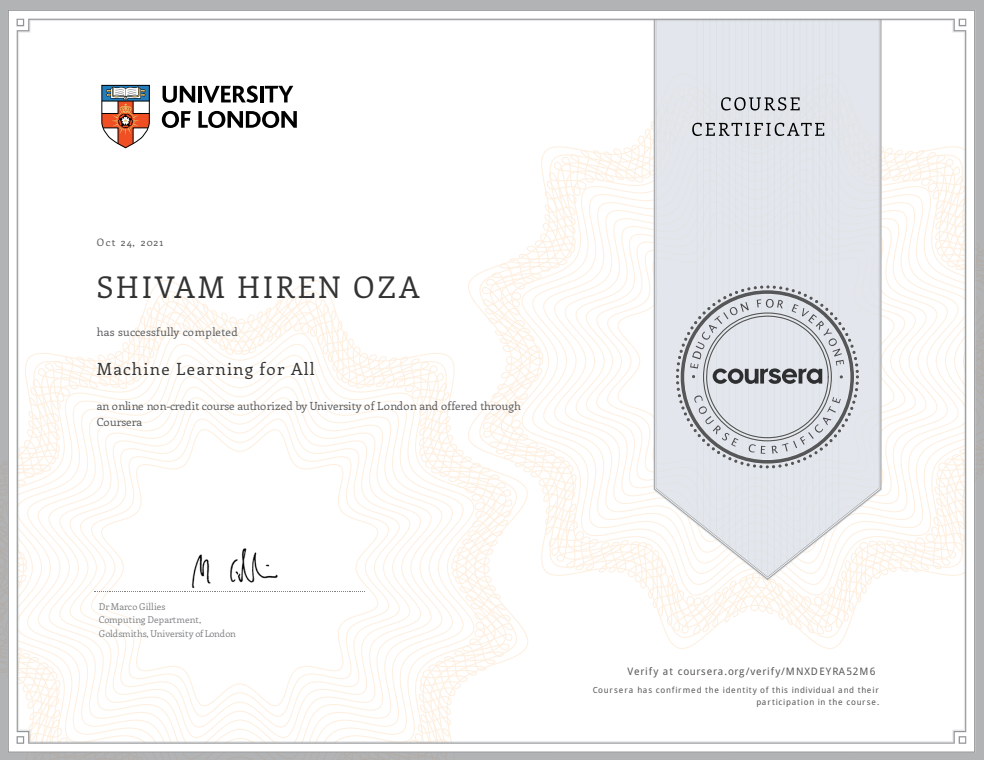 UNIVERSITY
OF LONDON
COURSE
CERTIFICATE
Oct 24, 2021
SHIVAM HIREN OZA
has successfully completed
Machine Learning for All
an online non-credit course authorized by University of London and offered through
Coursera
EDUCATION FOR EVERYONE
coursera
COURSE CERTIFICATE
Dr Marco Gillies
Computing Department,
Goldsmiths, University of London
Verify at coursera.org/verify/MNXDEYRA52M6
Coursera has confirmed the identity of this individual and their
participation in the course.